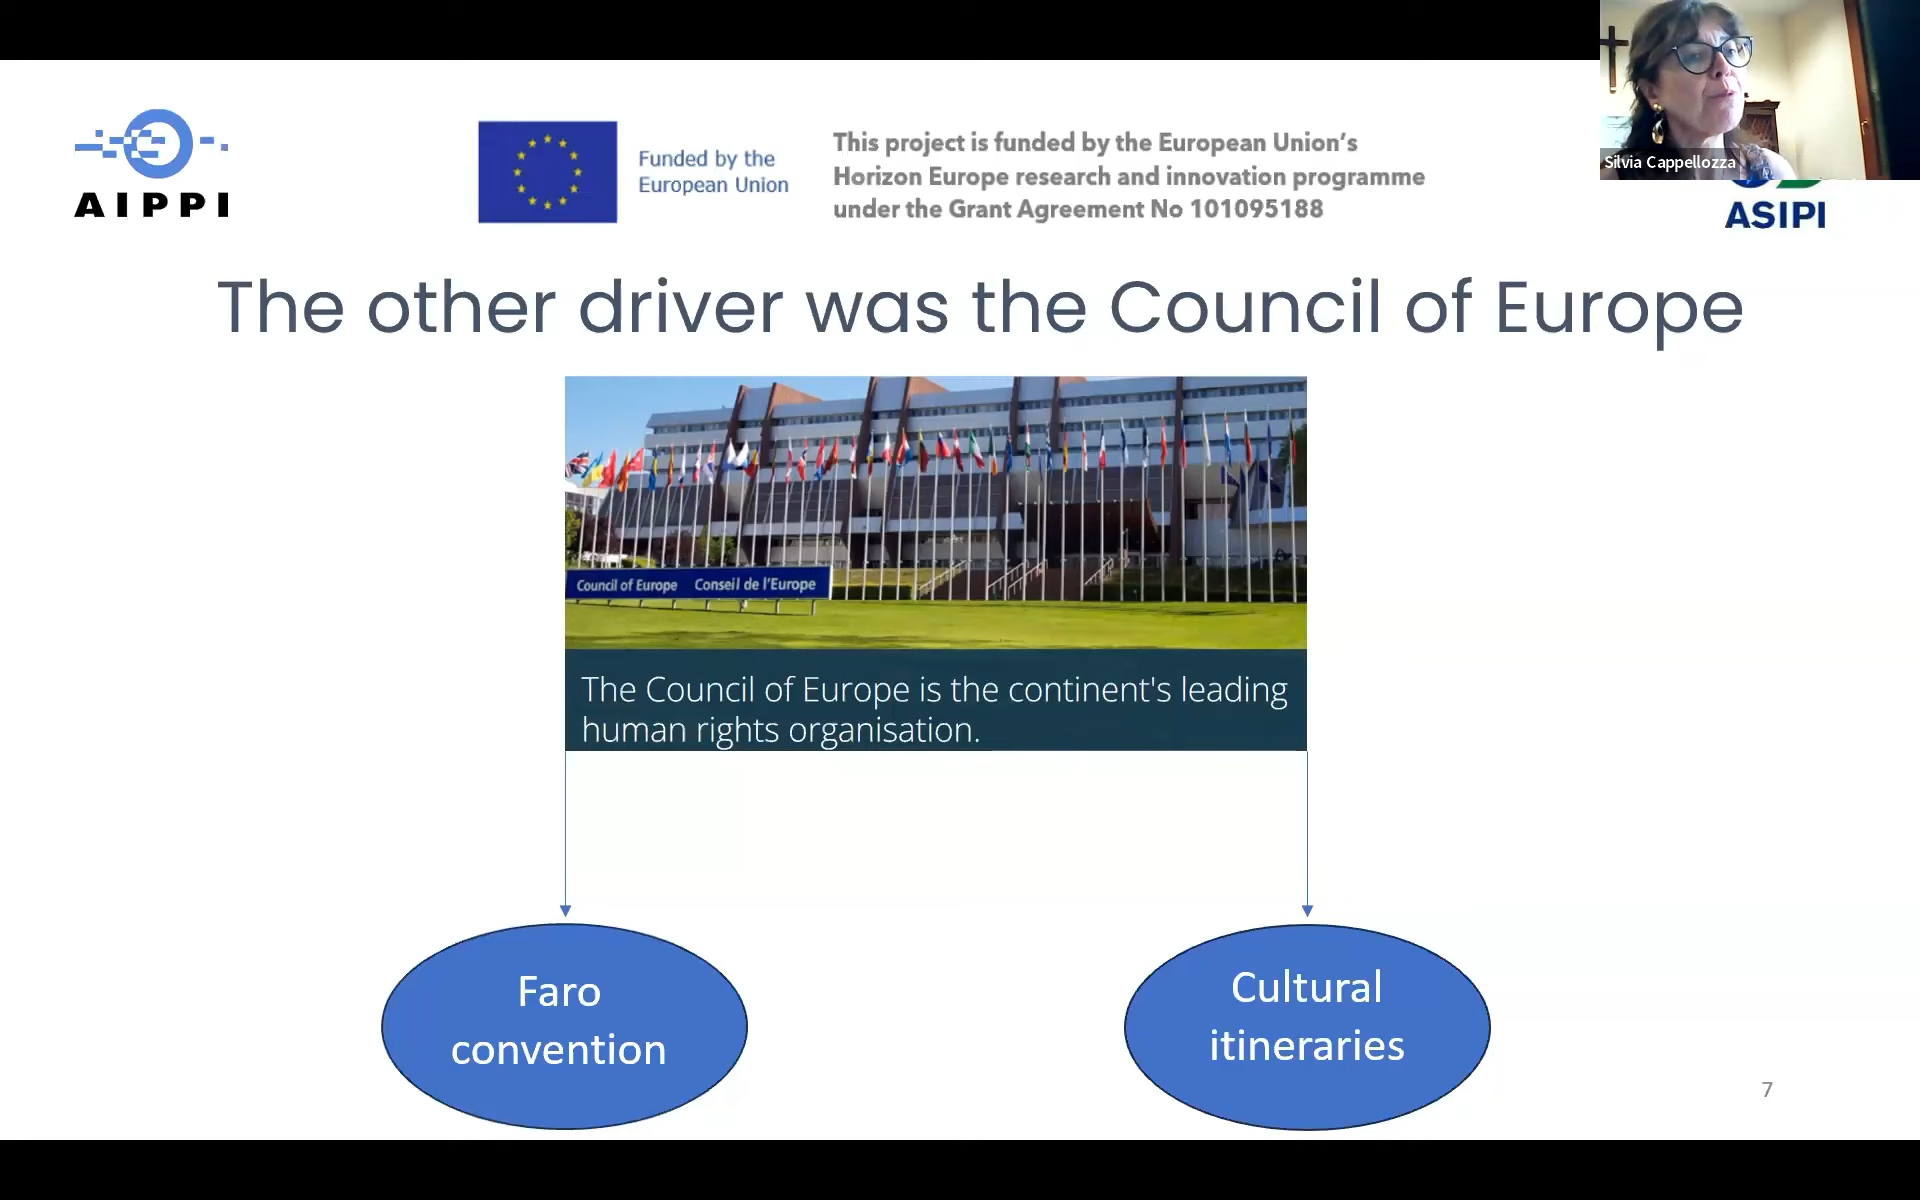 AIPPI
Funded by the
European Union
This project is funded by the European Union's
Horizon Europe research and innovation programme
under the Grant Agreement No 101095188
Silvia Cappellozza
ASIPI
The other driver was the Council of Europe
Council of Europe Conseil de l'Europe
The Council of Europe is the continent's leading
human rights organisation.
Faro
convention
Cultural
itineraries
7